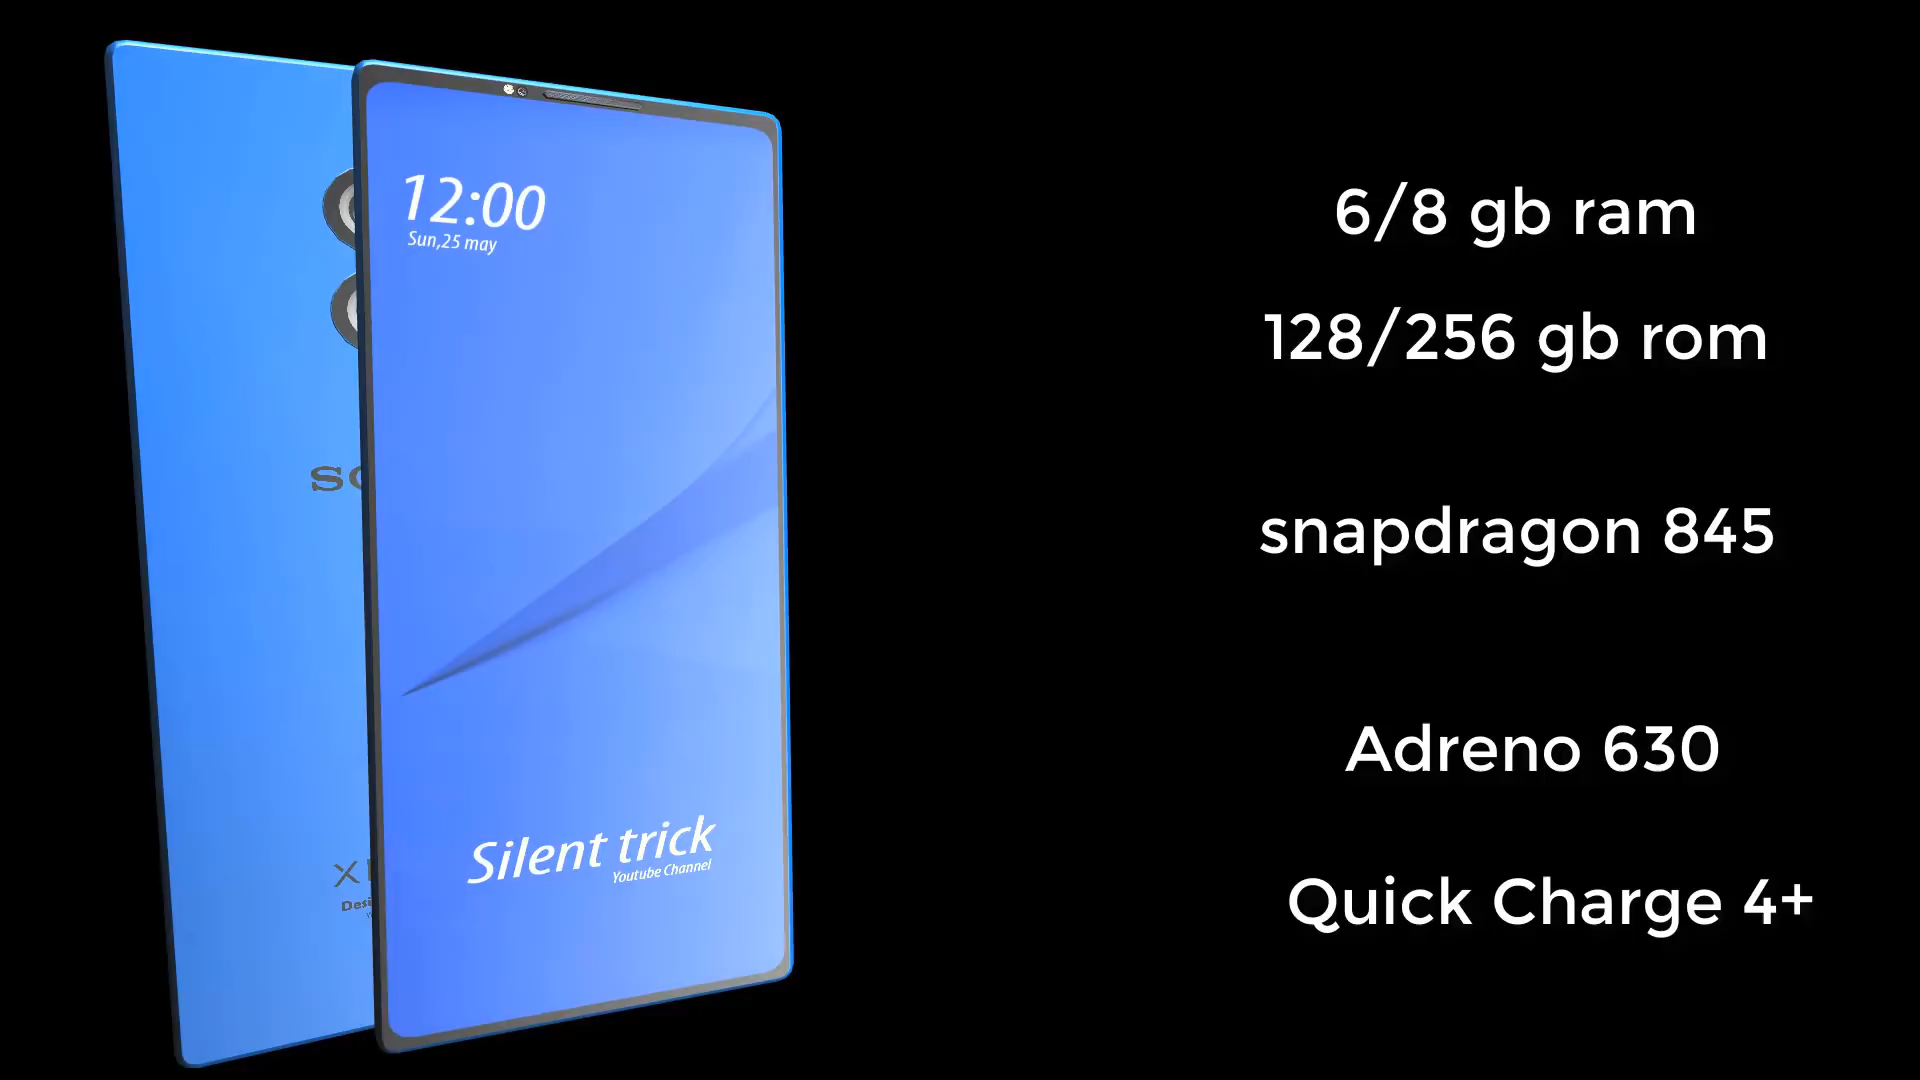 12:00
Sun,25 may
Silent trick
Youtube Channel
6/8 gb ram
128/256 gb rom
snapdragon 845
Adreno 630
Quick Charge 4+